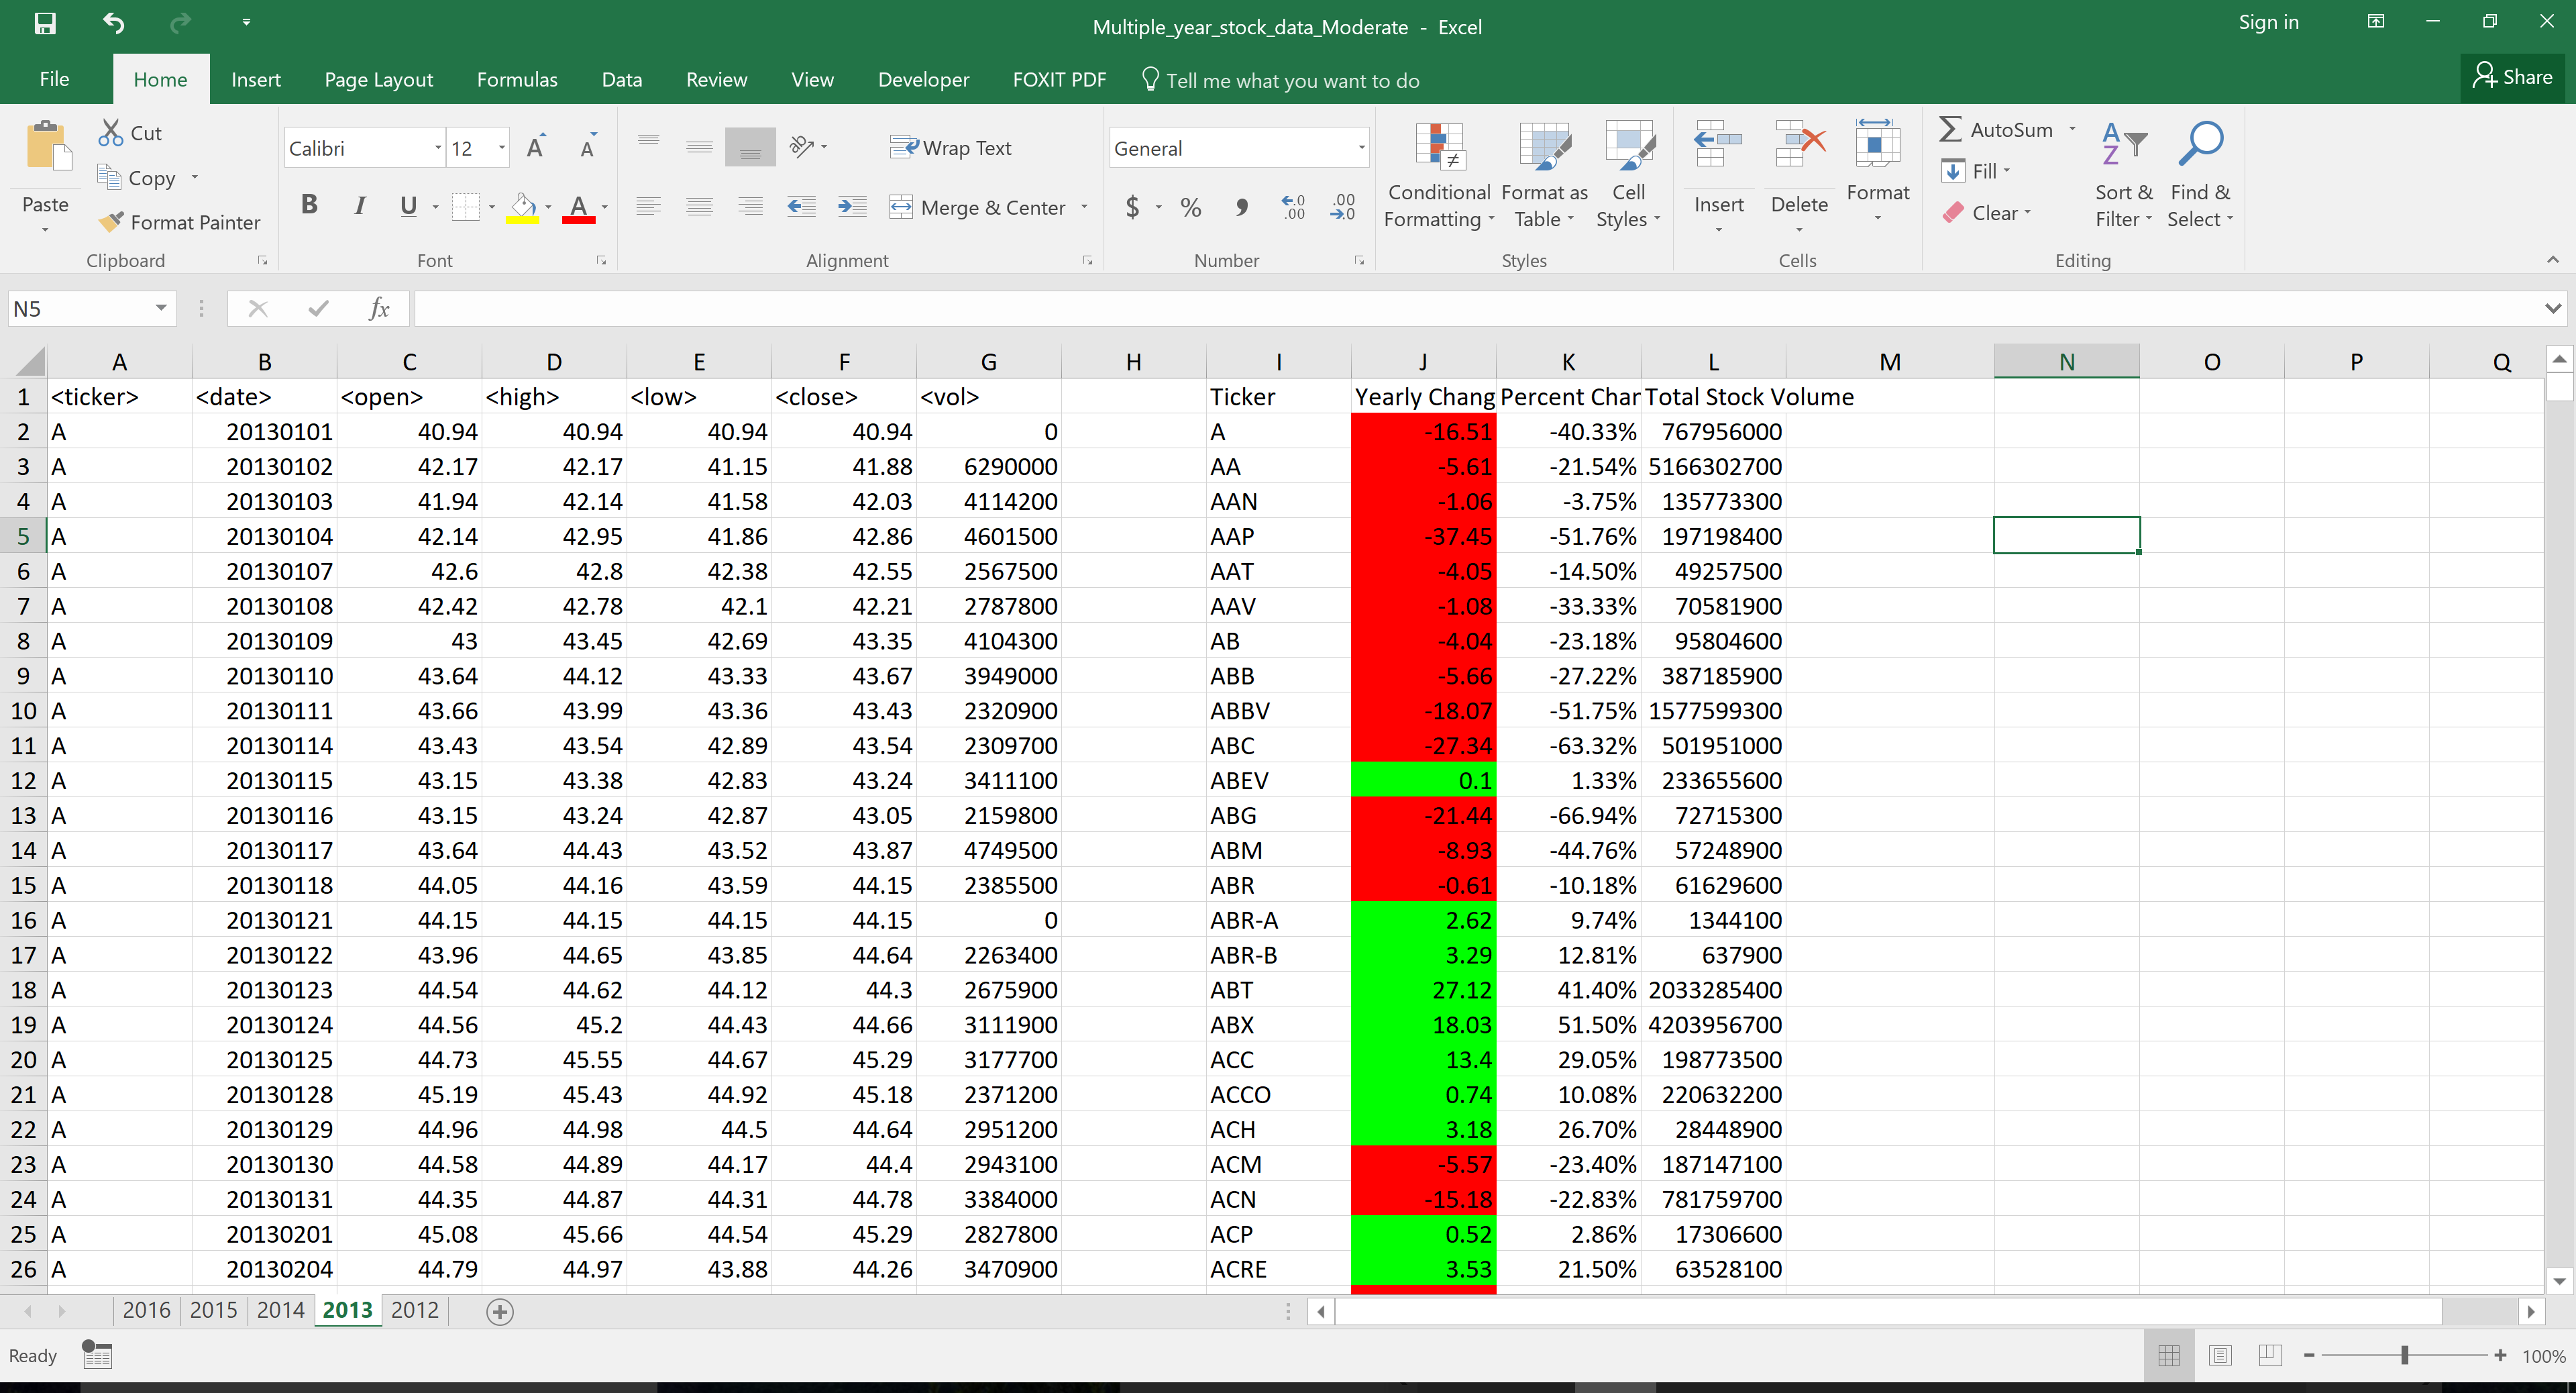 Multiple_year_stock_data_Moderate - Excel
Sign in
File Home Insert Page Layout Formulas Data Review View Developer FOXIT PDF Tell me what you want to do Share
Paste
Cut
Copy
Format Painter
Clipboard
Calibri 12
B I U
Font
Wrap Text
Merge & Center
Alignment
General
$ % , .00 .0
Number
Conditional Formatting
Format as Table
Cell Styles
Styles
Insert Delete Format
Cells
AutoSum
Fill
Clear
Sort & Filter
Find & Select
Editing
N5 fx
A B C D E F G H I J K L M N O P Q
1 <ticker> <date> <open> <high> <low> <close> <vol> Ticker Yearly Chang Percent Char Total Stock Volume
2 A 20130101 40.94 40.94 40.94 40.94 0 A -16.51 -40.33% 767956000
3 A 20130102 42.17 42.17 41.15 41.88 6290000 AA -5.61 -21.54% 5166302700
4 A 20130103 41.94 42.14 41.58 42.03 4114200 AAN -1.06 -3.75% 135773300
5 A 20130104 42.14 42.95 41.86 42.86 4601500 AAP -37.45 -51.76% 197198400
6 A 20130107 42.6 42.8 42.38 42.55 2567500 AAT -4.05 -14.50% 49257500
7 A 20130108 42.42 42.78 42.1 42.21 2787800 AAV -1.08 -33.33% 70581900
8 A 20130109 43 43.45 42.69 43.35 4104300 AB -4.04 -23.18% 95804600
9 A 20130110 43.64 44.12 43.33 43.67 3949000 ABB -5.66 -27.22% 387185900
10 A 20130111 43.66 43.99 43.36 43.43 2320900 ABBV -18.07 -51.75% 1577599300
11 A 20130114 43.43 43.54 42.89 43.54 2309700 ABC -27.34 -63.32% 501951000
12 A 20130115 43.15 43.38 42.83 43.24 3411100 ABEV 0.1 1.33% 233655600
13 A 20130116 43.15 43.24 42.87 43.05 2159800 ABG -21.44 -66.94% 72715300
14 A 20130117 43.64 44.43 43.52 43.87 4749500 ABM -8.93 -44.76% 57248900
15 A 20130118 44.05 44.16 43.59 44.15 2385500 ABR -0.61 -10.18% 61629600
16 A 20130121 44.15 44.15 44.15 44.15 0 ABR-A 2.62 9.74% 1344100
17 A 20130122 43.96 44.65 43.85 44.64 2263400 ABR-B 3.29 12.81% 637900
18 A 20130123 44.54 44.62 44.12 44.3 2675900 ABT 27.12 41.40% 2033285400
19 A 20130124 44.56 45.2 44.43 44.66 3111900 ABX 18.03 51.50% 4203956700
20 A 20130125 44.73 45.55 44.67 45.29 3177700 ACC 13.4 29.05% 198773500
21 A 20130128 45.19 45.43 44.92 45.18 2371200 ACCO 0.74 10.08% 220632200
22 A 20130129 44.96 44.98 44.5 44.64 2951200 ACH 3.18 26.70% 28448900
23 A 20130130 44.58 44.89 44.17 44.4 2943100 ACM -5.57 -23.40% 187147100
24 A 20130131 44.35 44.87 44.31 44.78 3384000 ACN -15.18 -22.83% 781759700
25 A 20130201 45.08 45.66 44.54 45.29 2827800 ACP 0.52 2.86% 17306600
26 A 20130204 44.79 44.97 43.88 44.26 3470900 ACRE 3.53 21.50% 63528100
2016 2015 2014 2013 2012
Ready 100%